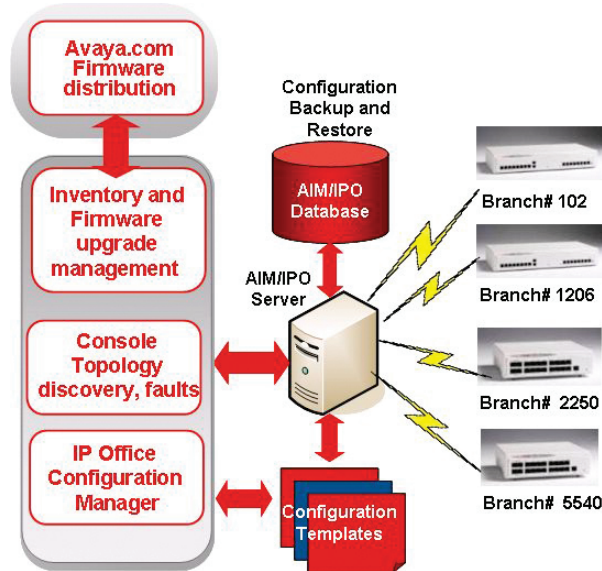 Avaya.com
Firmware
distribution
Inventory and
Firmware
upgrade
management
Console
Topology
discovery, faults
IP Office
Configuration
Manager
Configuration
Backup and
Restore
AIM/IPO
Database
AIM/IPO
Server
Configuration
Templates
Branch# 102
Branch# 1206
Branch# 2250
Branch# 5540